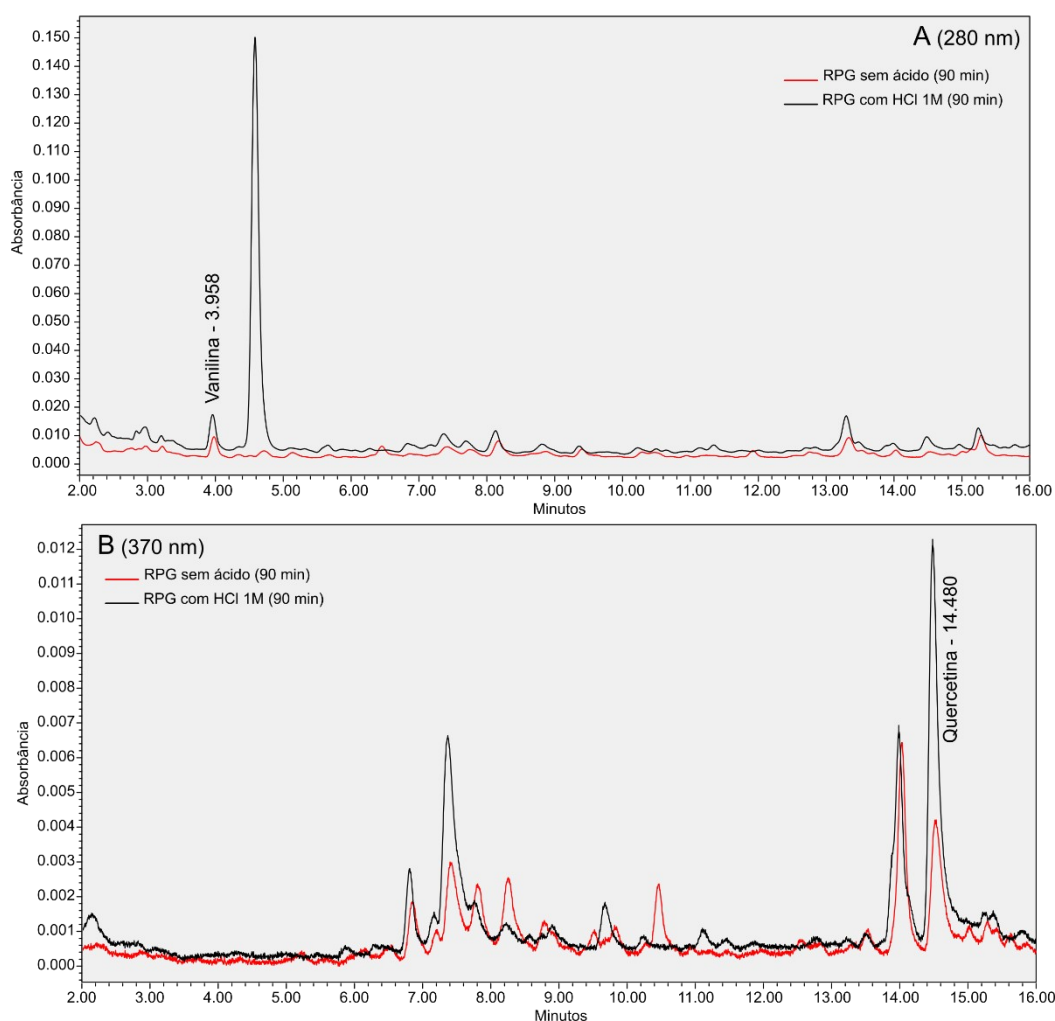 A (280 nm)
RPG sem ácido (90 min)
RPG com HCl 1M (90 min)
Absorbância
0.150
0.140
0.130
0.120
0.110
0.100
0.090
0.080
0.070
0.060
0.050
0.040
0.030
0.020
0.010
0.000
Vanilina - 3.958
2.00 3.00 4.00 5.00 6.00 7.00 8.00 9.00 10.00 11.00 12.00 13.00 14.00 15.00 16.00
Minutos
B (370 nm)
RPG sem ácido (90 min)
RPG com HCl 1M (90 min)
Absorbância
0.012
0.011
0.010
0.009
0.008
0.007
0.006
0.005
0.004
0.003
0.002
0.001
0.000
Quercetina - 14.480
2.00 3.00 4.00 5.00 6.00 7.00 8.00 9.00 10.00 11.00 12.00 13.00 14.00 15.00 16.00
Minutos